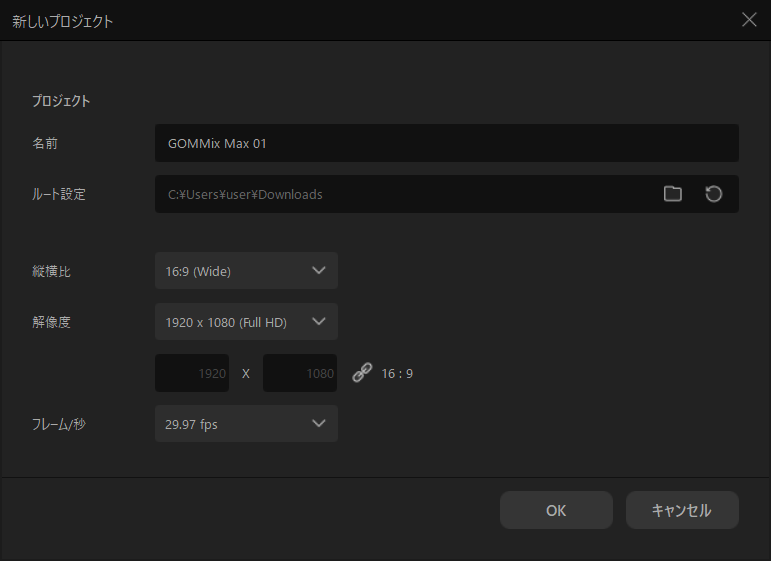 新しいプロジェクト
プロジェクト
名前 GOMMix Max 01
ルート設定 C:¥Users¥user¥Downloads
縦横比 16:9 (Wide)
解像度 1920 x 1080 (Full HD)
1920 X 1080 16 : 9
フレーム/秒 29.97 fps
OK キャンセル